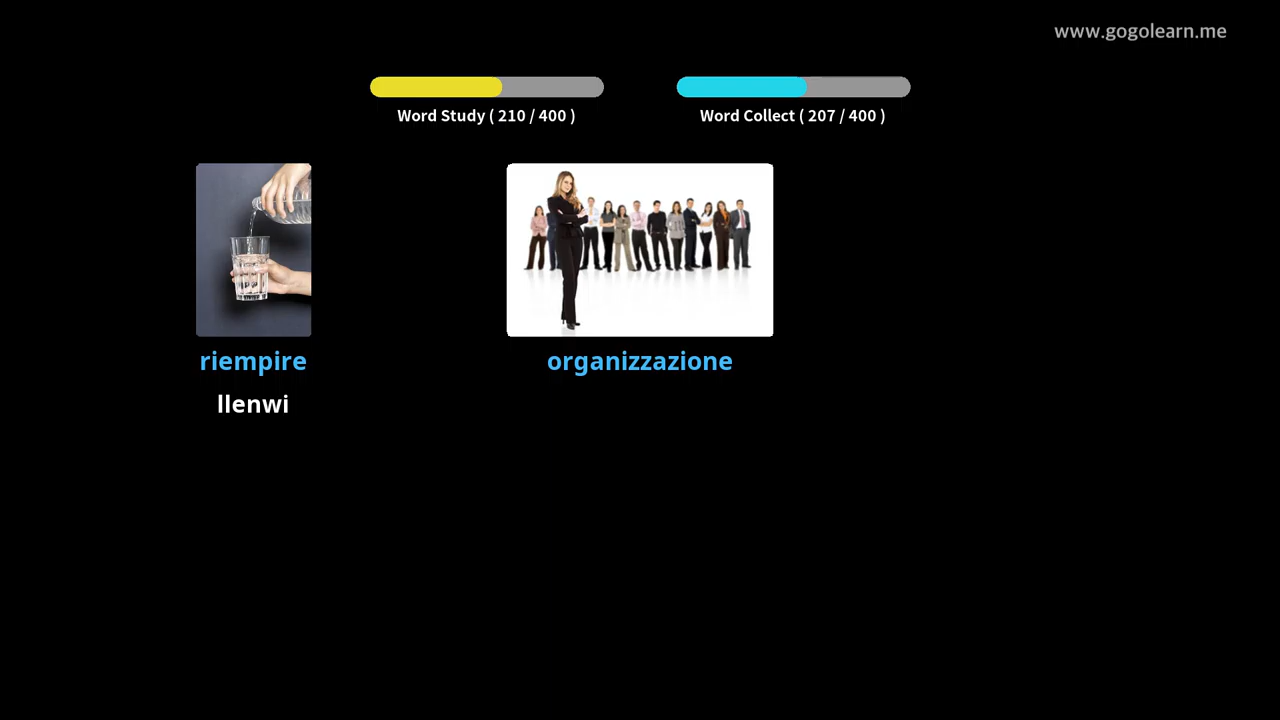 www.gogolearn.me
Word Study ( 210 / 400 )
Word Collect ( 207 / 400 )
riempire
organizzazione
llenwi